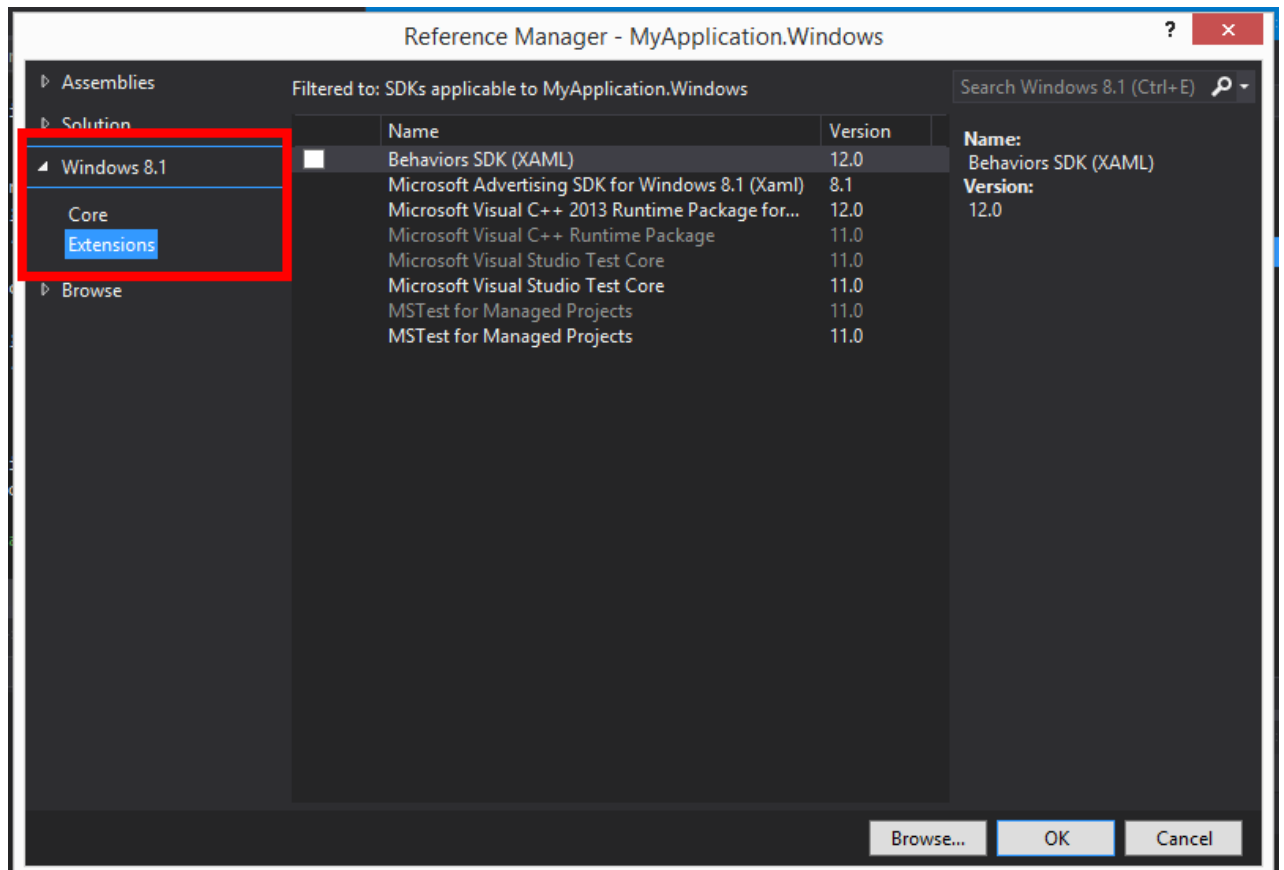 Reference Manager - MyApplication.Windows
?
Assemblies
Solution
Windows 8.1
Core
Extensions
Browse
Filtered to: SDKs applicable to MyApplication.Windows
Name Version
Behaviors SDK (XAML) 12.0
Microsoft Advertising SDK for Windows 8.1 (Xaml) 8.1
Microsoft Visual C++ 2013 Runtime Package for... 12.0
Microsoft Visual C++ Runtime Package 11.0
Microsoft Visual Studio Test Core 11.0
Microsoft Visual Studio Test Core 11.0
MSTest for Managed Projects 11.0
MSTest for Managed Projects 11.0
Search Windows 8.1 (Ctrl+E)
Name:
Behaviors SDK (XAML)
Version:
12.0
Browse... OK Cancel